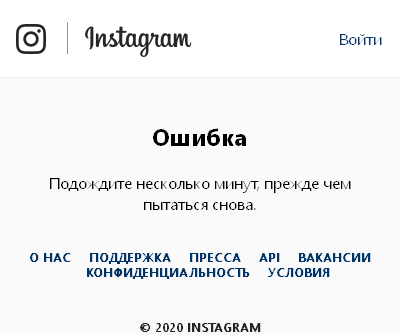 Instagram Войти
Ошибка
Подождите несколько минут, прежде чем
пытаться снова.
О НАС ПОДДЕРЖКА ПРЕССА API ВАКАНСИИ
КОНФИДЕНЦИАЛЬНОСТЬ УСЛОВИЯ
© 2020 INSTAGRAM